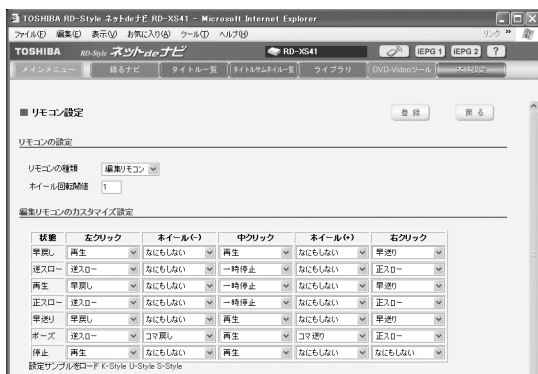 TOSHIBA RD-Style ネットdeナビ RD-XS41 - Microsoft Internet Explorer
ファイル(F) 編集(E) 表示(V) お気に入り(A) ツール(T) ヘルプ(H) リンク »
TOSHIBA RD-Style ネットdeナビ RD-XS41 iEPG 1 iEPG 2 ?
メインメニュー 録るナビ タイトル一覧 タイトルサムネイル一覧 ライブラリ DVD-Videoツール 本体設定
■ リモコン設定 登録 戻る
リモコンの設定
リモコンの種類 編集リモコン
ホイール回転閾値 1
編集リモコンのカスタマイズ設定
状態 左クリック ホイール(-) 中クリック ホイール(+) 右クリック
早戻し 再生 なにもしない 再生 なにもしない 早送り
逆スロー 逆スロー なにもしない 一時停止 なにもしない 正スロー
再生 早戻し なにもしない 一時停止 なにもしない 早送り
正スロー 逆スロー なにもしない 一時停止 なにもしない 正スロー
早送り 早戻し なにもしない 再生 なにもしない 早送り
ポーズ 逆スロー コマ戻し 再生 コマ送り 正スロー
停止 再生 なにもしない 再生 なにもしない なにもしない
設定サンプルをロード K-Style U-Style S-Style